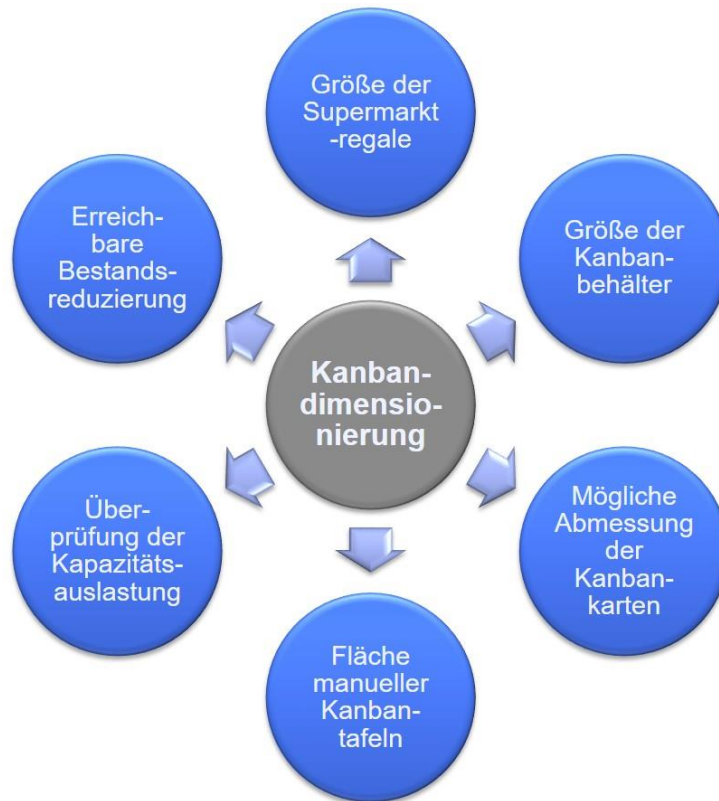 Größe der
Supermarkt
-regale
Größe der
Kanban-
behälter
Mögliche
Abmessung
der
Kanban-
karten
Fläche
manueller
Kanban-
tafeln
Über-
prüfung der
Kapazitäts-
auslastung
Erreich-
bare
Bestands-
reduzierung
Kanban-
dimensio-
nierung